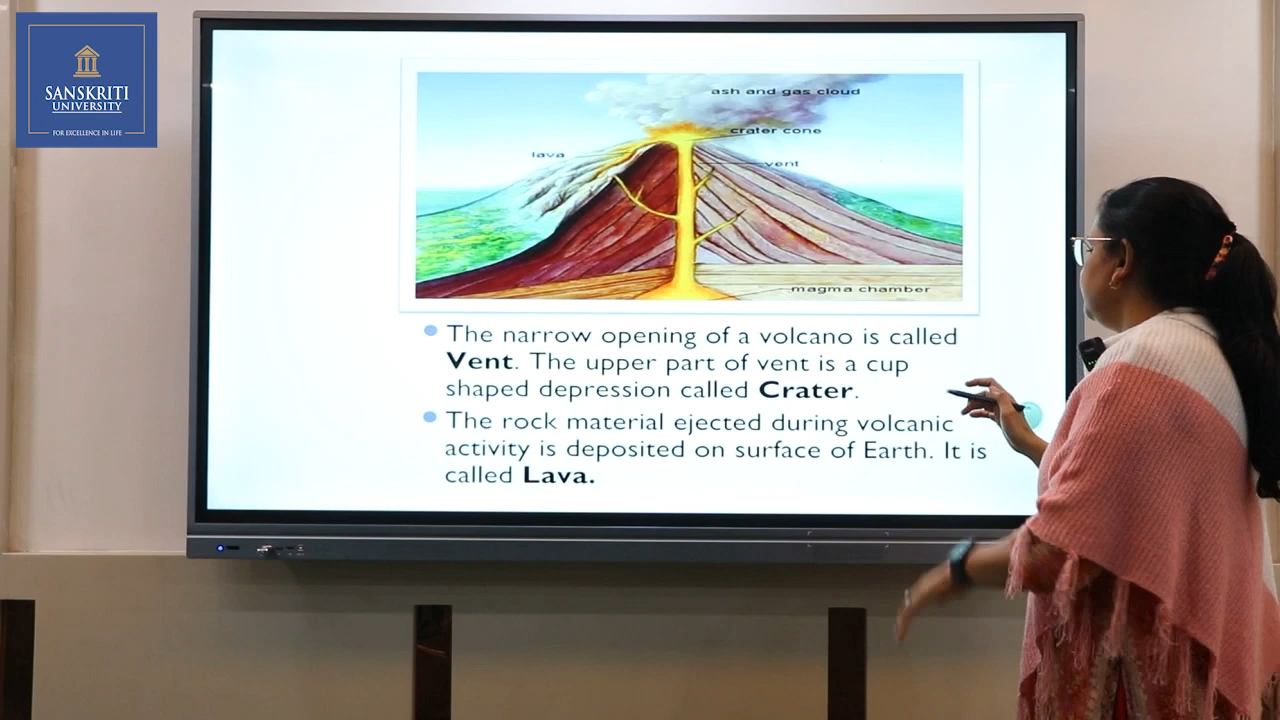 SANSKRITI
UNIVERSITY
FOR EXCELLENCE IN LIFE
ash and gas cloud
crater cone
lava
vent
magma chamber
The narrow opening of a volcano is called
Vent. The upper part of vent is a cup
shaped depression called Crater.
The rock material ejected during volcanic
activity is deposited on surface of Earth. It is
called Lava.